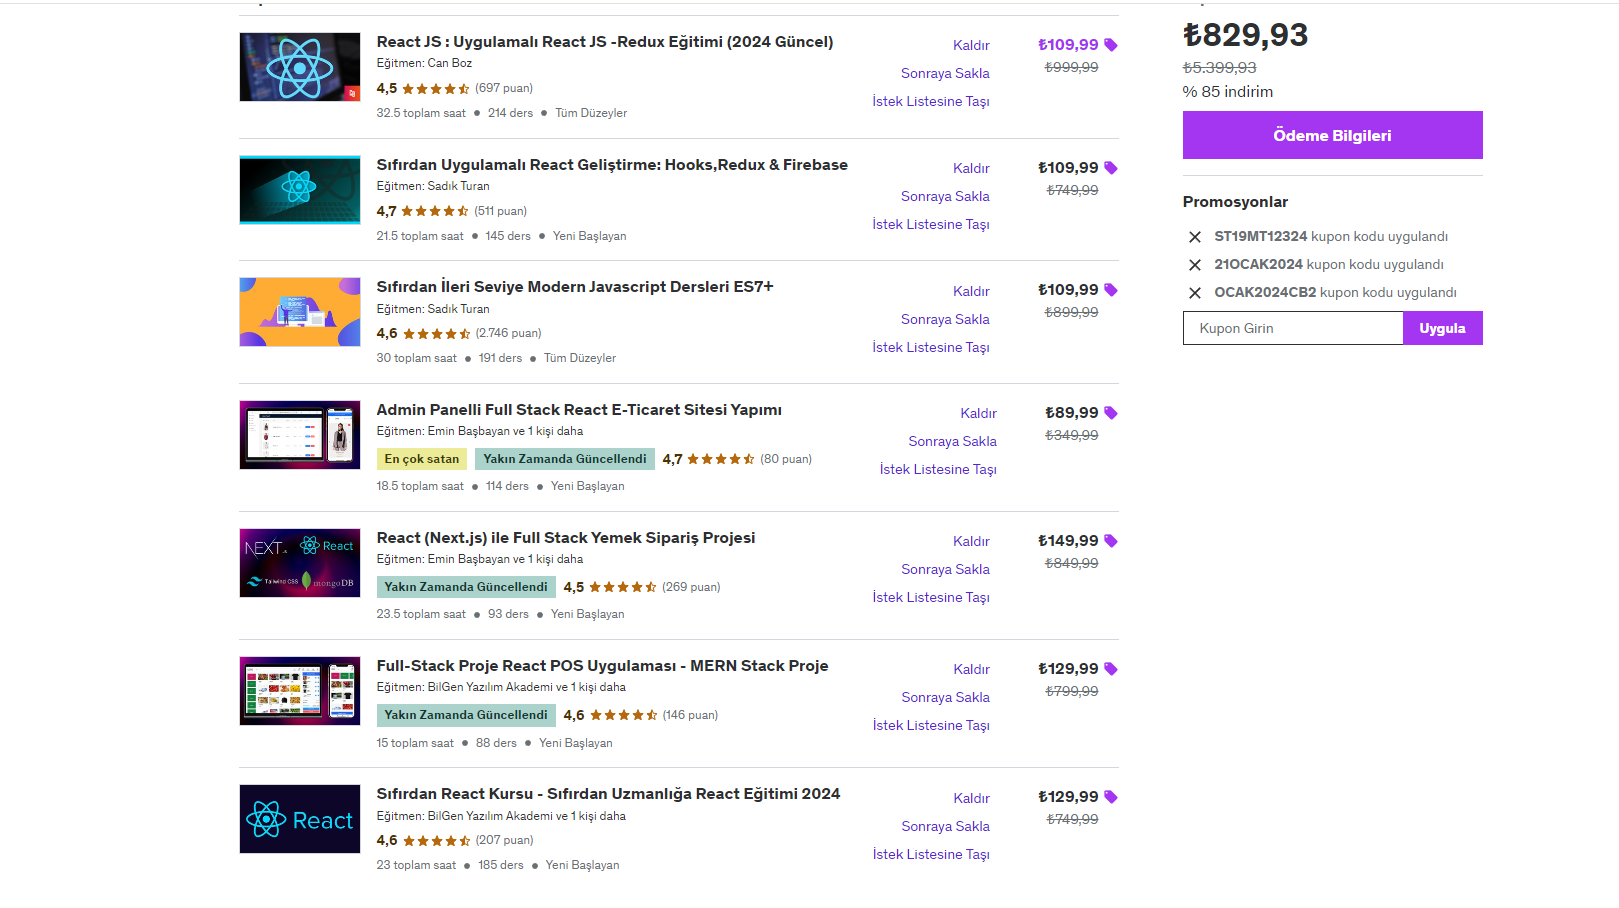 React JS : Uygulamalı React JS -Redux Eğitimi (2024 Güncel)
Eğitmen: Can Boz
4,5 (697 puan)
32.5 toplam saat ● 214 ders ● Tüm Düzeyler
Kaldır
Sonraya Sakla
İstek Listesine Taşı
₺109,99
₺999,99
Sıfırdan Uygulamalı React Geliştirme: Hooks,Redux & Firebase
Eğitmen: Sadık Turan
4,7 (511 puan)
21.5 toplam saat ● 145 ders ● Yeni Başlayan
Kaldır
Sonraya Sakla
İstek Listesine Taşı
₺109,99
₺749,99
Sıfırdan İleri Seviye Modern Javascript Dersleri ES7+
Eğitmen: Sadık Turan
4,6 (2.746 puan)
30 toplam saat ● 191 ders ● Tüm Düzeyler
Kaldır
Sonraya Sakla
İstek Listesine Taşı
₺109,99
₺899,99
Admin Panelli Full Stack React E-Ticaret Sitesi Yapımı
Eğitmen: Emin Başbayan ve 1 kişi daha
En çok satan Yakın Zamanda Güncellendi 4,7 (80 puan)
18.5 toplam saat ● 114 ders ● Yeni Başlayan
Kaldır
Sonraya Sakla
İstek Listesine Taşı
₺89,99
₺349,99
NEXT.js React
Tailwind CSS mongoDB
React (Next.js) ile Full Stack Yemek Sipariş Projesi
Eğitmen: Emin Başbayan ve 1 kişi daha
Yakın Zamanda Güncellendi 4,5 (269 puan)
23.5 toplam saat ● 93 ders ● Yeni Başlayan
Kaldır
Sonraya Sakla
İstek Listesine Taşı
₺149,99
₺849,99
Full-Stack Proje React POS Uygulaması - MERN Stack Proje
Eğitmen: BilGen Yazılım Akademi ve 1 kişi daha
Yakın Zamanda Güncellendi 4,6 (146 puan)
15 toplam saat ● 88 ders ● Yeni Başlayan
Kaldır
Sonraya Sakla
İstek Listesine Taşı
₺129,99
₺799,99
React
Sıfırdan React Kursu - Sıfırdan Uzmanlığa React Eğitimi 2024
Eğitmen: BilGen Yazılım Akademi ve 1 kişi daha
4,6 (207 puan)
23 toplam saat ● 185 ders ● Yeni Başlayan
Kaldır
Sonraya Sakla
İstek Listesine Taşı
₺129,99
₺749,99
₺829,93
₺5.399,93
% 85 indirim
Ödeme Bilgileri
Promosyonlar
ST19MT12324 kupon kodu uygulandı
21OCAK2024 kupon kodu uygulandı
OCAK2024CB2 kupon kodu uygulandı
Kupon Girin
Uygula